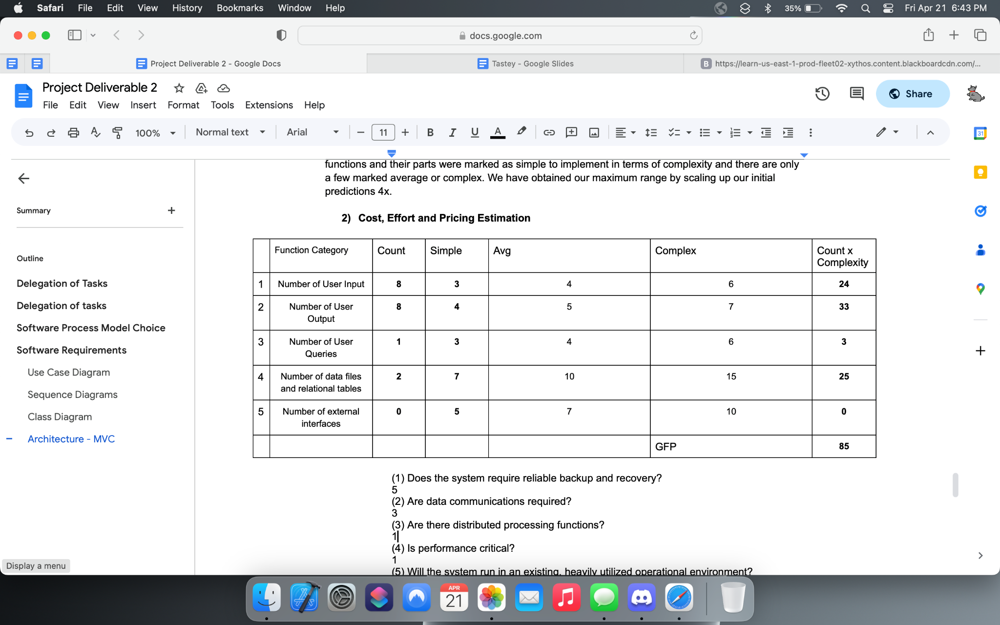 Safari File Edit View History Bookmarks Window Help 35% Fri Apr 21 6:43 PM
docs.google.com
Project Deliverable 2 - Google Docs Tastey - Google Slides B https://learn-us-east-1-prod-fleet02-xythos.content.blackboardcdn.com/...
Project Deliverable 2 Share
File Edit View Insert Format Tools Extensions Help
100% Normal text Arial 11 B I U A 31
functions and their parts were marked as simple to implement in terms of complexity and there are only
a few marked average or complex. We have obtained our maximum range by scaling up our initial
predictions 4x.
Summary
2) Cost, Effort and Pricing Estimation
Outline
Delegation of Tasks
Delegation of tasks
Software Process Model Choice
Software Requirements
Use Case Diagram
Sequence Diagrams
Class Diagram
Architecture - MVC
Function Category Count Simple Avg Complex Count x
Complexity
1 Number of User Input 8 3 4 6 24
2 Number of User 8 4 5 7 33
Output
3 Number of User 1 3 4 6 3
Queries
4 Number of data files 2 7 10 15 25
and relational tables
5 Number of external 0 5 7 10 0
interfaces
GFP 85
(1) Does the system require reliable backup and recovery?
5
(2) Are data communications required?
3
(3) Are there distributed processing functions?
1
(4) Is performance critical?
1
(5) Will the system run in an existing, heavily utilized operational environment?
Display a menu
APR
21